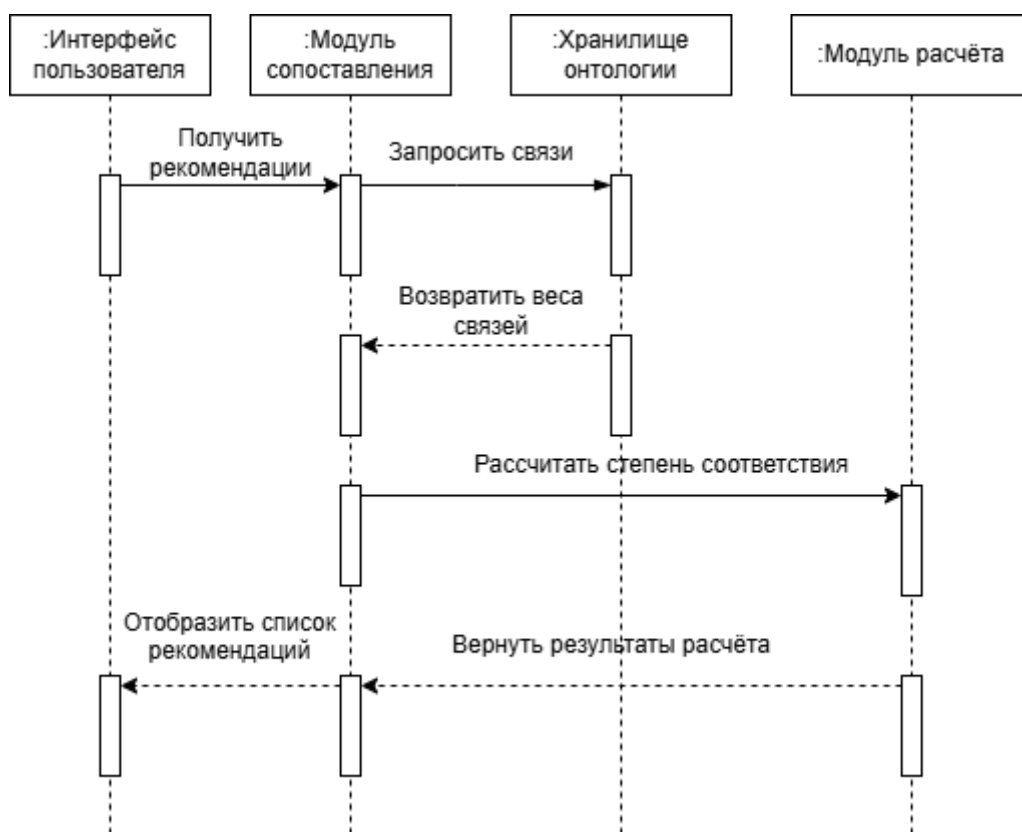 :Интерфейс
пользователя
:Модуль
сопоставления
:Хранилище
онтологии
:Модуль расчёта
Получить
рекомендации
Запросить связи
Возвратить веса
связей
Рассчитать степень соответствия
Отобразить список
рекомендаций
Вернуть результаты расчёта